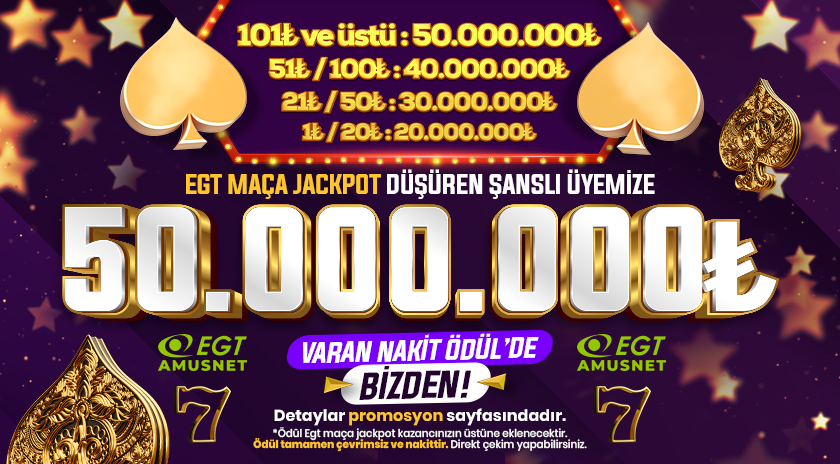 101₺ ve üstü : 50.000.000₺
51₺ / 100₺ : 40.000.000₺
21₺ / 50₺ : 30.000.000₺
1₺ / 20₺ : 20.000.000₺
EGT MAÇA JACKPOT DÜŞÜREN ŞANSLI ÜYEMİZE
50.000.000₺
EGT
AMUSNET
7
VARAN NAKİT ÖDÜL'DE
BİZDEN!
EGT
AMUSNET
7
Detaylar promosyon sayfasındadır.
*Ödül Egt maça jackpot kazancınızın üstüne eklenecektir.
Ödül tamamen çevrimsiz ve nakittir. Direkt çekim yapabilirsiniz.